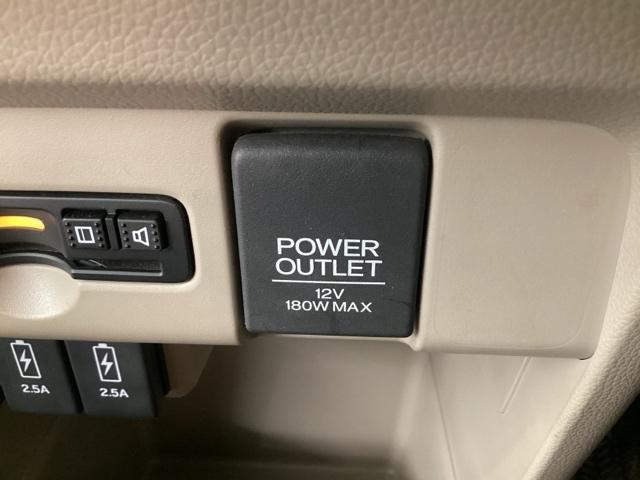 POWER
OUTLET
12V
180W MAX
2.5A
2.5A